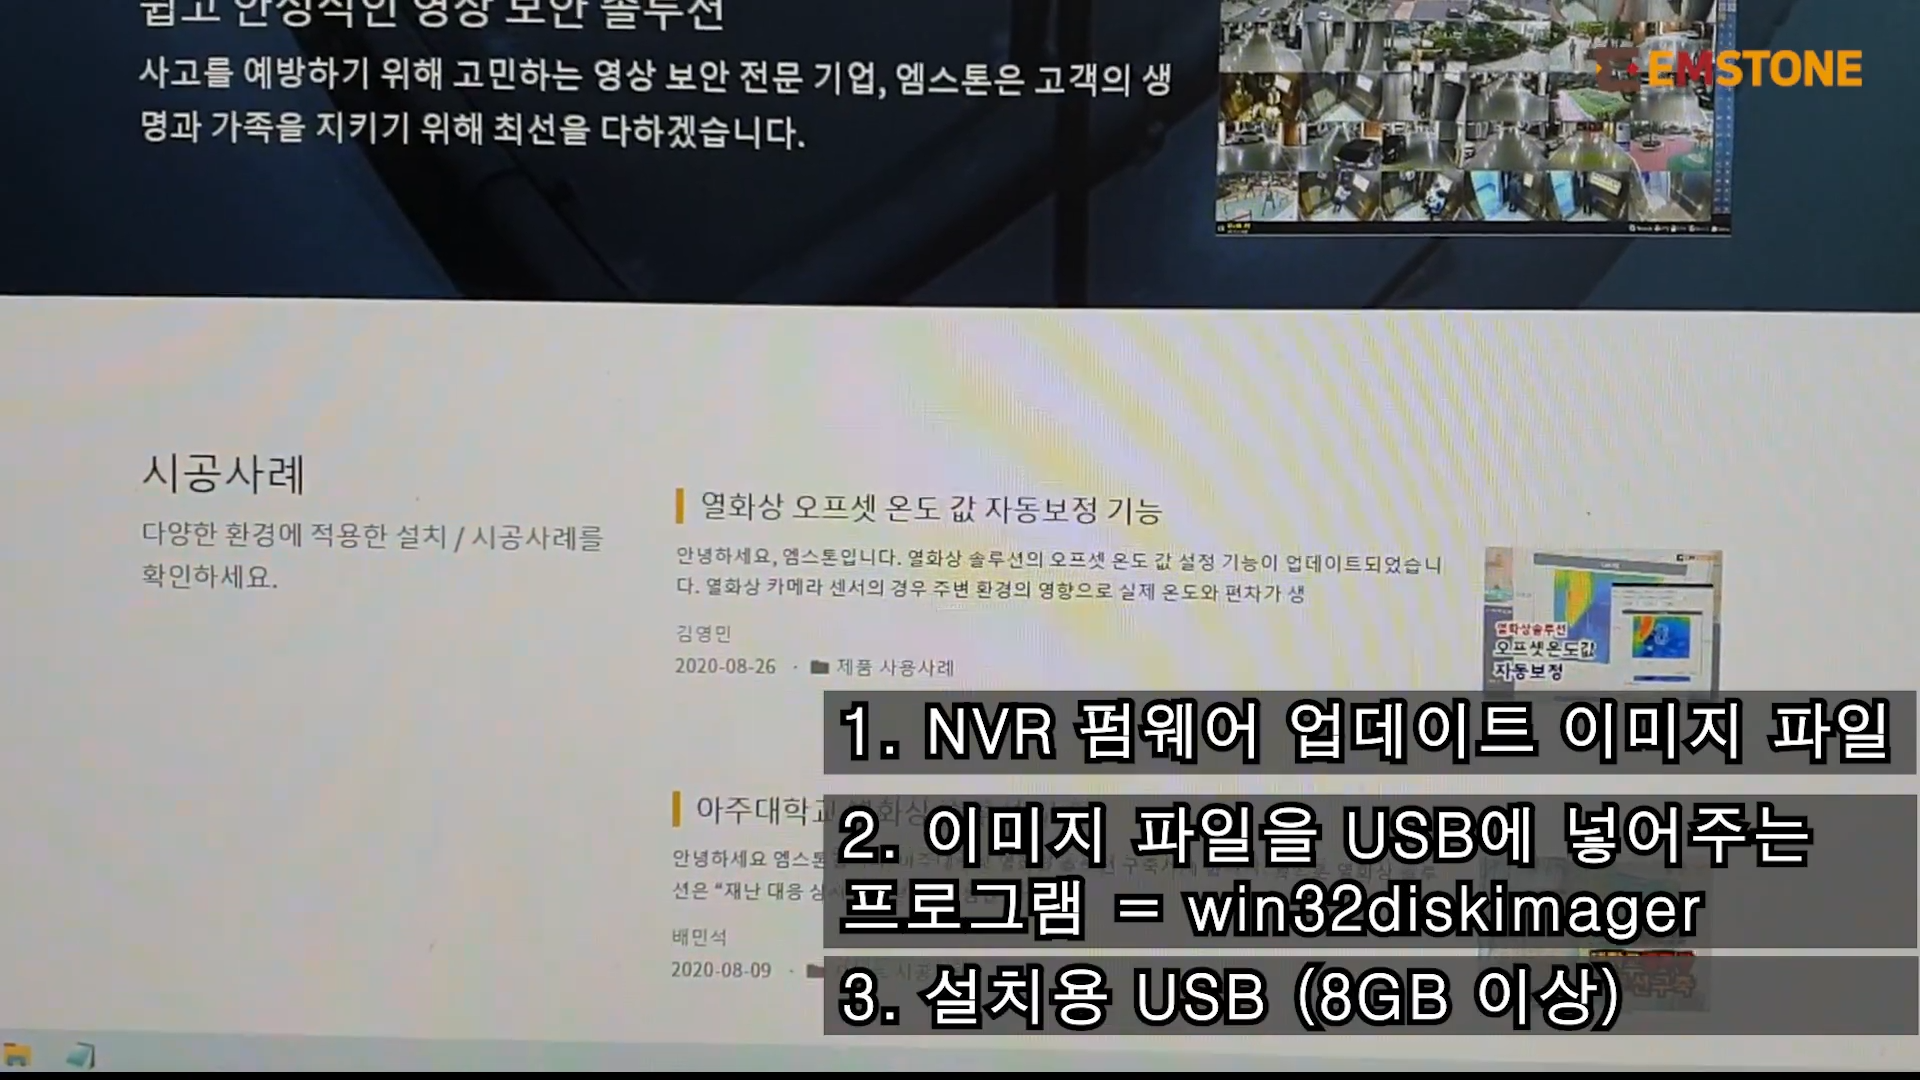 쉽고 안정적인 영상 보안 솔루션
EMSTONE
사고를 예방하기 위해 고민하는 영상 보안 전문 기업, 엠스톤은 고객의 생
명과 가족을 지키기 위해 최선을 다하겠습니다.
시공사례
다양한 환경에 적용한 설치 / 시공사례를
확인하세요.
열화상 오프셋 온도 값 자동보정 기능
안녕하세요, 엠스톤입니다. 열화상 솔루션의 오프셋 온도 값 설정 기능이 업데이트되었습니
다. 열화상 카메라 센서의 경우 주변 환경의 영향으로 실제 온도와 편차가 생
김영민
2020-08-26 · 제품 사용사례
열화상솔루션
오프셋온도값
자동보정
1. NVR 펌웨어 업데이트 이미지 파일
아주대학교
안녕하세요 엠스톤
선은 “재난 대응
배민석
2020-08-09 ·
2. 이미지 파일을 USB에 넣어주는
프로그램 = win32diskimager
3. 설치용 USB (8GB 이상)